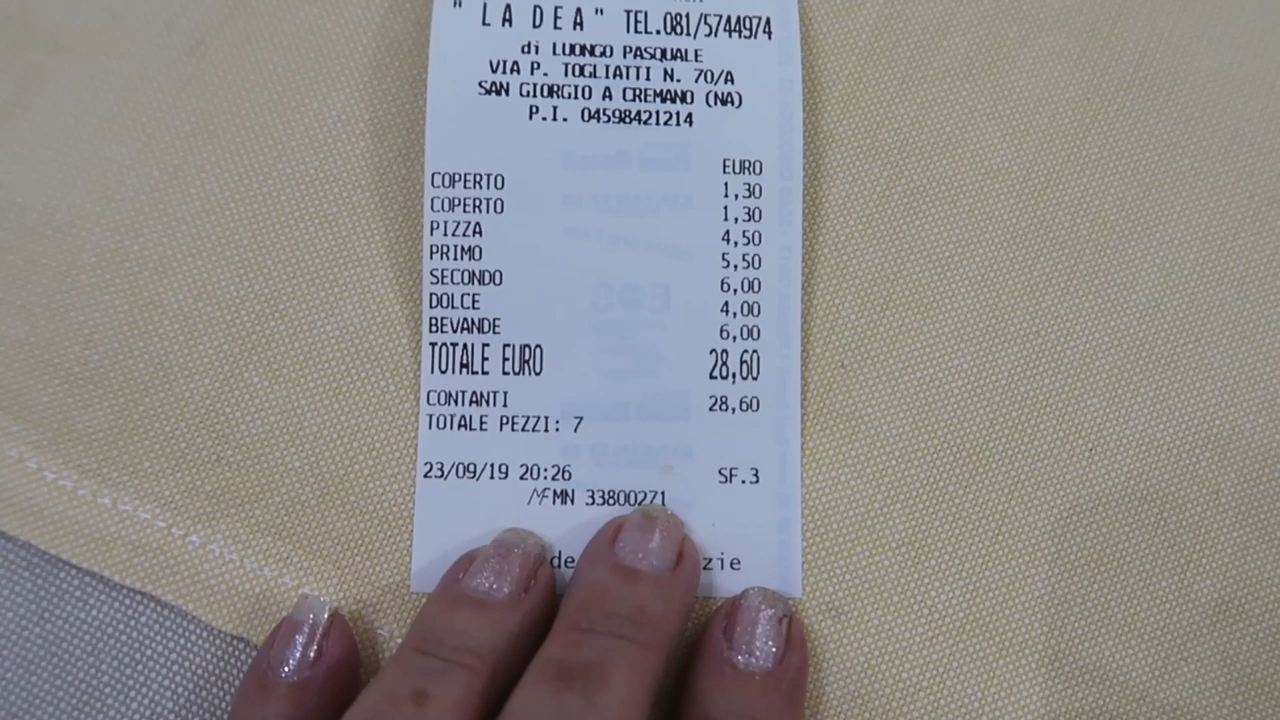 " LA DEA " TEL.081/5744974
di LUONGO PASQUALE
VIA P. TOGLIATTI N. 70/A
SAN GIORGIO A CREMANO (NA)
P.I. 04598421214
EURO
COPERTO 1,30
COPERTO 1,30
PIZZA 4,50
PRIMO 5,50
SECONDO 6,00
DOLCE 4,00
BEVANDE 6,00
TOTALE EURO 28,60
CONTANTI 28,60
TOTALE PEZZI: 7
23/09/19 20:26 SF.3
MFMN 33800271